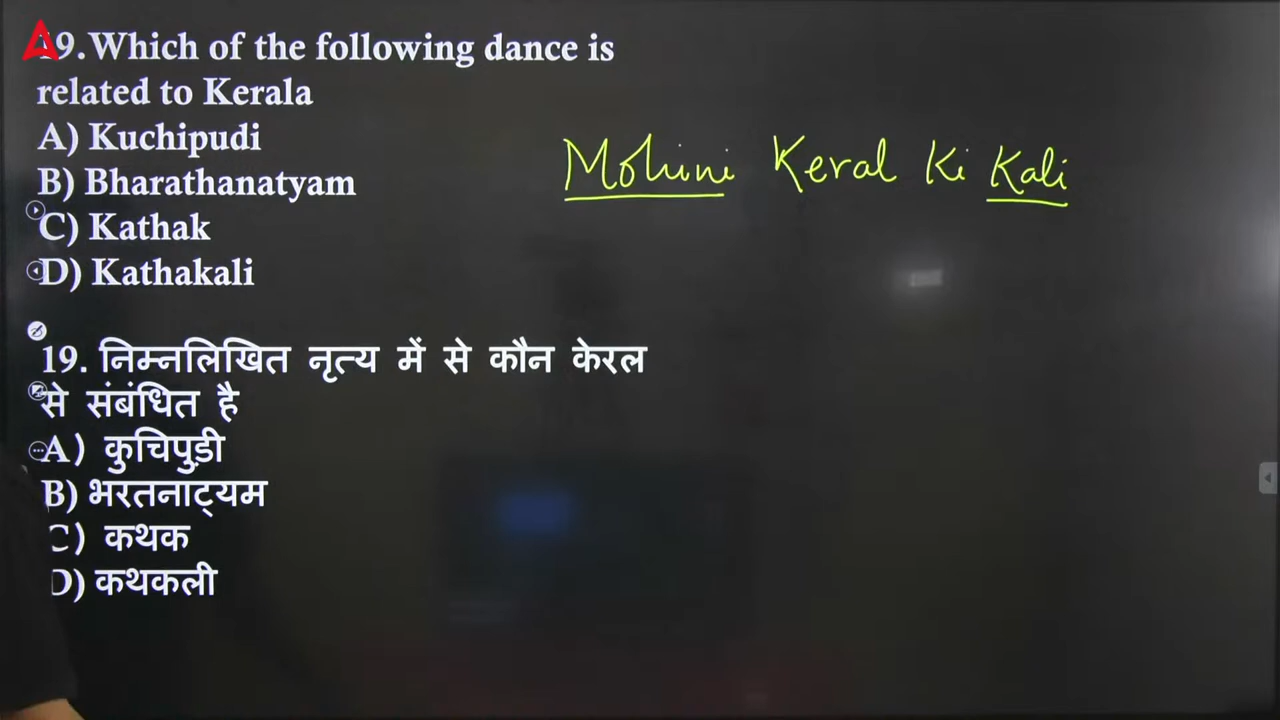 19.Which of the following dance is
related to Kerala
A) Kuchipudi
B) Bharathanatyam
C) Kathak
D) Kathakali
Mohini Keral Ki Kali
19. निम्नलिखित नृत्य में से कौन केरल
से संबंधित है
A) कुचिपुड़ी
B) भरतनाट्यम
C) कथक
D) कथकली